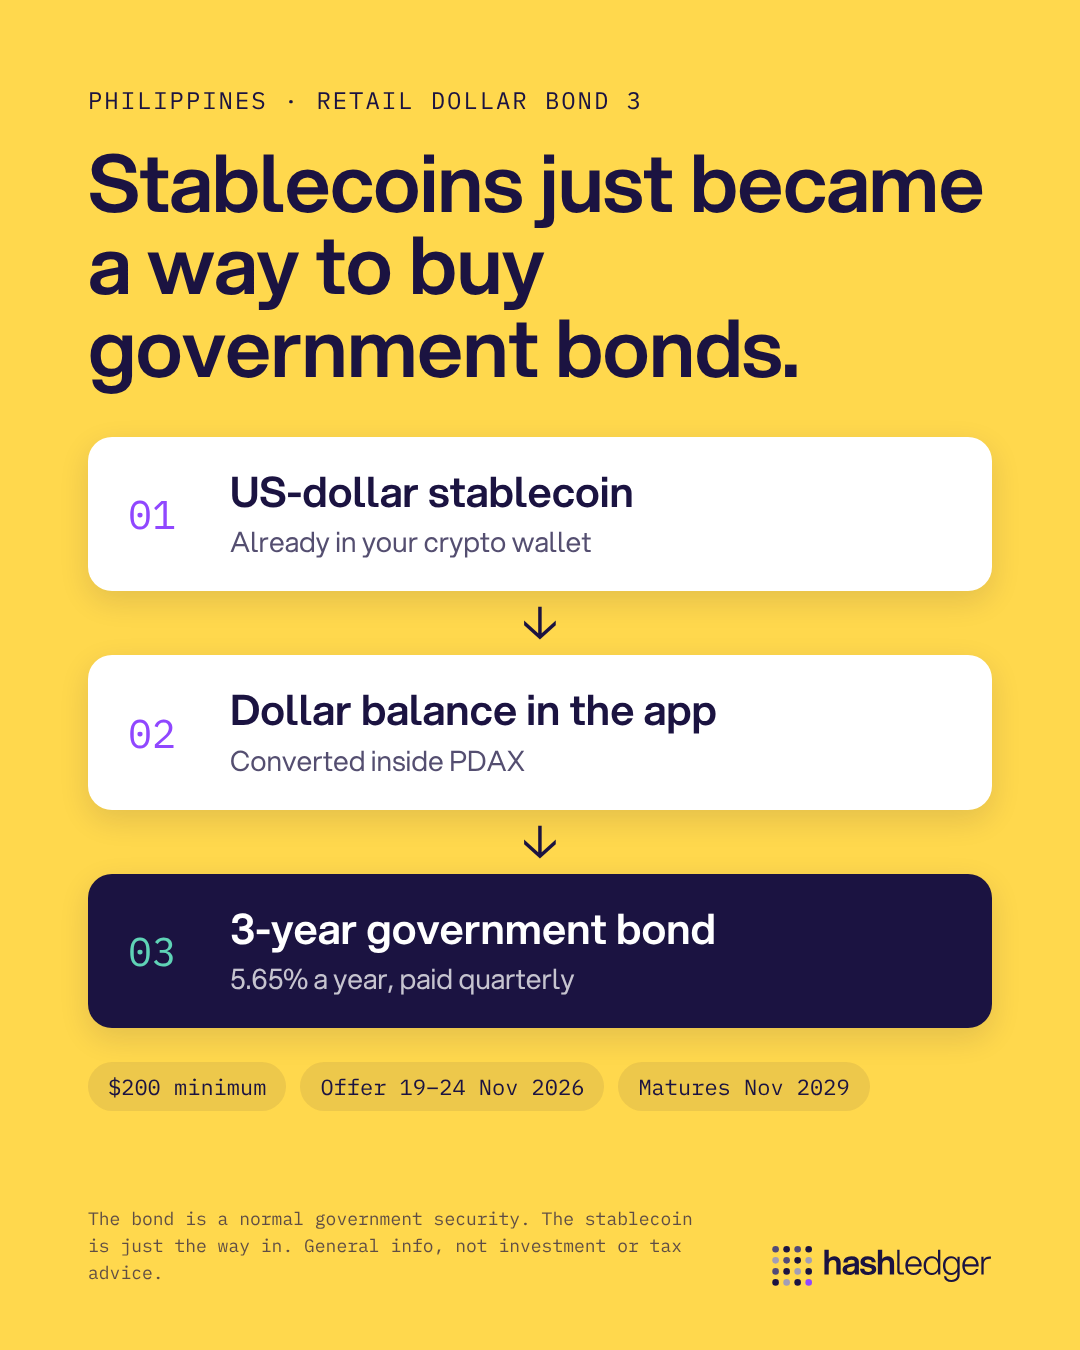 PHILIPPINES · RETAIL DOLLAR BOND 3
Stablecoins just became
a way to buy
government bonds.
01
US-dollar stablecoin
Already in your crypto wallet
↓
02
Dollar balance in the app
Converted inside PDAX
↓
03
3-year government bond
5.65% a year, paid quarterly
$200 minimum
Offer 19–24 Nov 2026
Matures Nov 2029
The bond is a normal government security. The stablecoin
is just the way in. General info, not investment or tax
advice.
hashledger